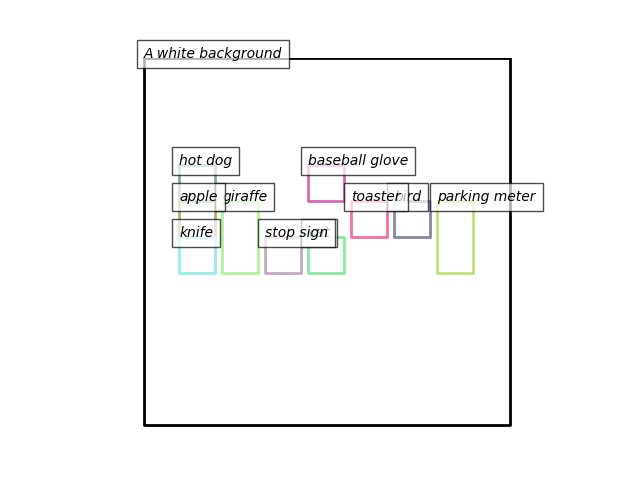 A white background
hot dog
baseball glove
apple
giraffe
toaster
bird
parking meter
knife
stop sign